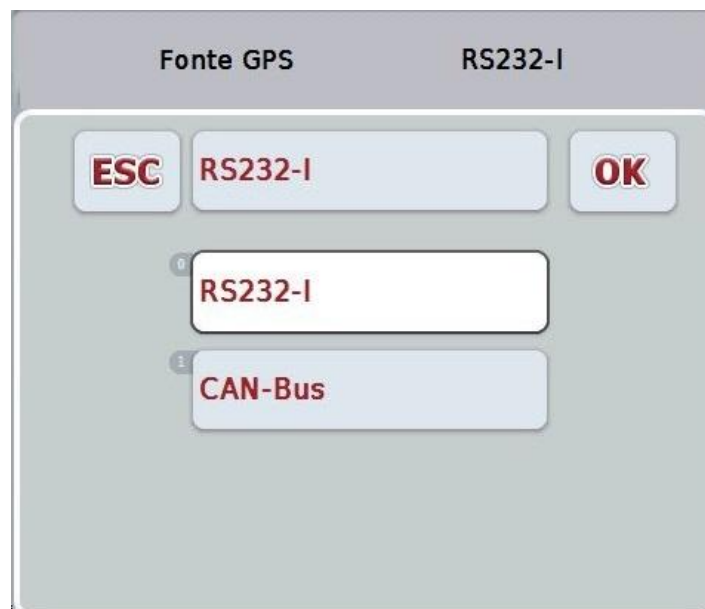 Fonte GPS RS232-I
ESC RS232-I OK
0
RS232-I
1
CAN-Bus